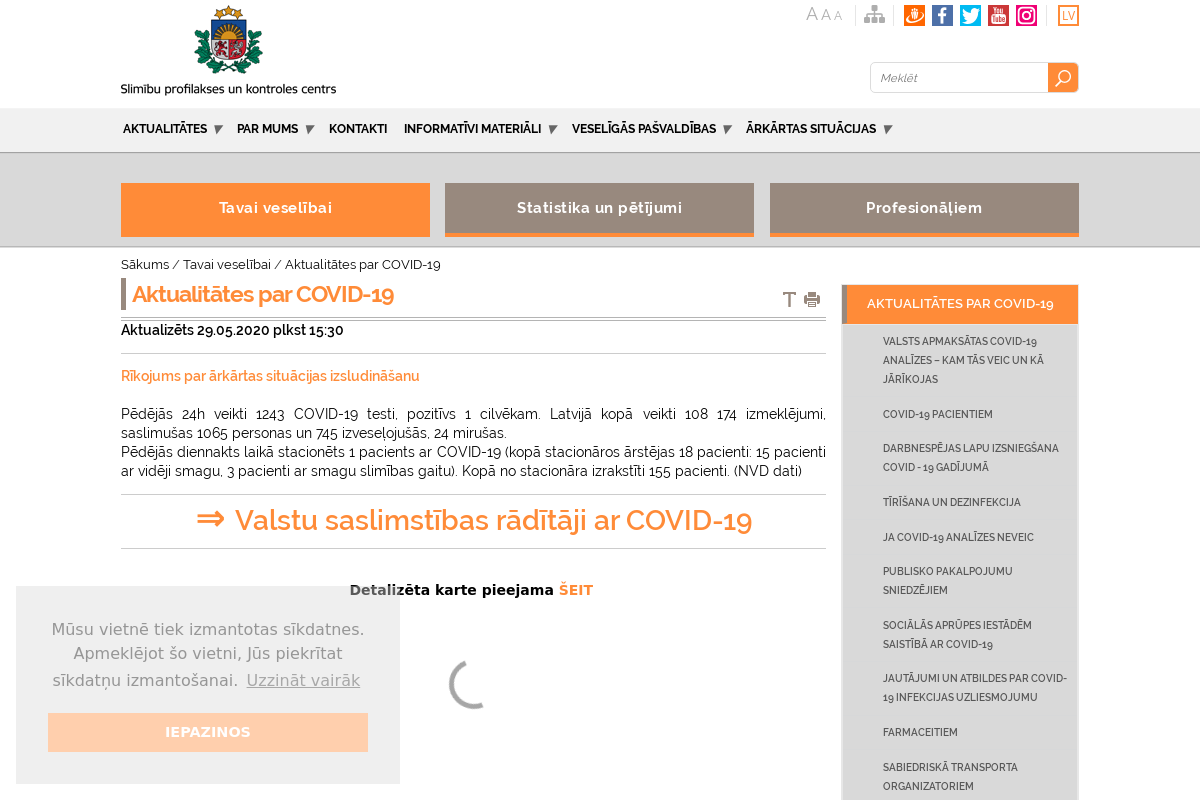 A A A
You Tube
LV
Slimību profilakses un kontroles centrs
Meklēt
AKTUALITĀTES PAR MUMS KONTAKTI INFORMATĪVI MATERIĀLI VESELĪGĀS PAŠVALDĪBAS ĀRKĀRTAS SITUĀCIJAS
Tavai veselībai
Statistika un pētījumi
Profesionāļiem
Sākums / Tavai veselībai / Aktualitātes par COVID-19
Aktualitātes par COVID-19
Aktualizēts 29.05.2020 plkst 15:30
Rīkojums par ārkārtas situācijas izsludināšanu
Pēdējās 24h veikti 1243 COVID-19 testi, pozitīvs 1 cilvēkam. Latvijā kopā veikti 108 174 izmeklējumi,
saslimušas 1065 personas un 745 izveseļojušās, 24 mirušas.
Pēdējās diennakts laikā stacionēts 1 pacients ar COVID-19 (kopā stacionāros ārstējas 18 pacienti: 15 pacienti
ar vidēji smagu, 3 pacienti ar smagu slimības gaitu). Kopā no stacionāra izrakstīti 155 pacienti. (NVD dati)
⇒ Valstu saslimstības rādītāji ar COVID-19
Detalizēta karte pieejama ŠEIT
AKTUALITĀTES PAR COVID-19
VALSTS APMAKSĀTAS COVID-19
ANALĪZES – KAM TĀS VEIC UN KĀ
JĀRĪKOJAS
COVID-19 PACIENTIEM
DARBNESPĒJAS LAPU IZSNIEGŠANA
COVID - 19 GADĪJUMĀ
TĪRĪŠANA UN DEZINFEKCIJA
JA COVID-19 ANALĪZES NEVEIC
PUBLISKO PAKALPOJUMU
SNIEDZĒJIEM
SOCIĀLĀS APRŪPES IESTĀDĒM
SAISTĪBĀ AR COVID-19
JAUTĀJUMI UN ATBILDES PAR COVID-
19 INFEKCIJAS UZLIESMOJUMU
FARMACEITIEM
SABIEDRISKĀ TRANSPORTA
ORGANIZATORIEM
Mūsu vietnē tiek izmantotas sīkdatnes.
Apmeklējot šo vietni, Jūs piekrītat
sīkdatņu izmantošanai. Uzzināt vairāk
IEPAZINOS